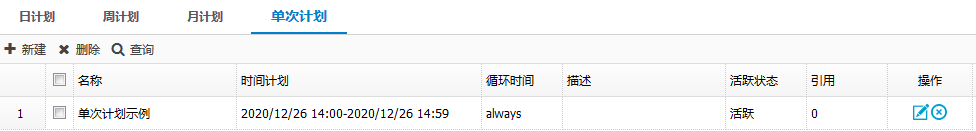 日计划 周计划 月计划 单次计划
新建 删除 查询
名称 时间计划 循环时间 描述 活跃状态 引用 操作
1 单次计划示例 2020/12/26 14:00-2020/12/26 14:59 always 活跃 0